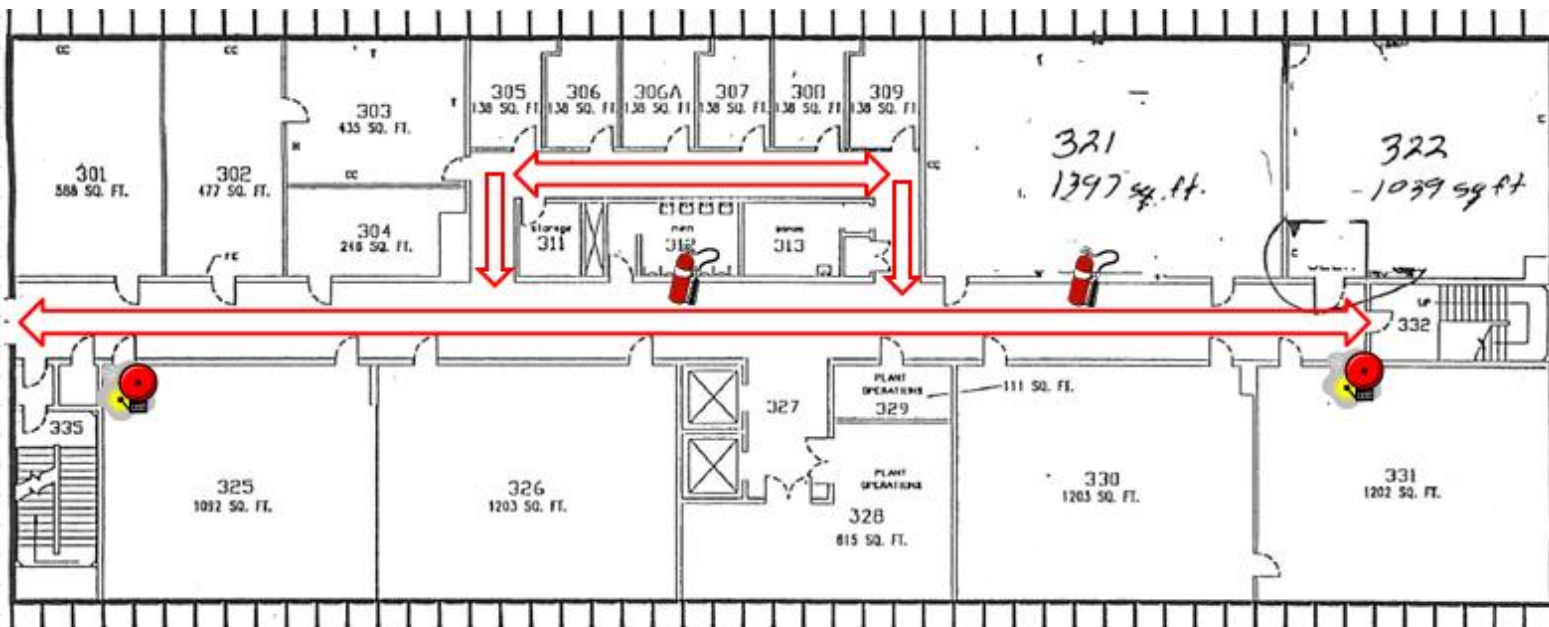 301
588 SQ. FT.
302
477 SQ. FT.
303
435 SQ. FT.
304
248 SQ. FT.
305
138 SQ. FT
306
138 SQ. FT.
306A
138 SQ. FT.
307
138 SQ. FT.
308
138 SQ. FT.
309
138 SQ. FT.
Storage
311
MEN
312
313
321
1397 sq. ft.
322
1039 sq ft
UP
332
335
325
1092 SQ. FT.
326
1203 SQ. FT.
327
PLANT
OPERATIONS
329
111 SQ. FT.
PLANT
OPERATIONS
328
615 SQ. FT.
330
1203 SQ. FT.
331
1202 SQ. FT.